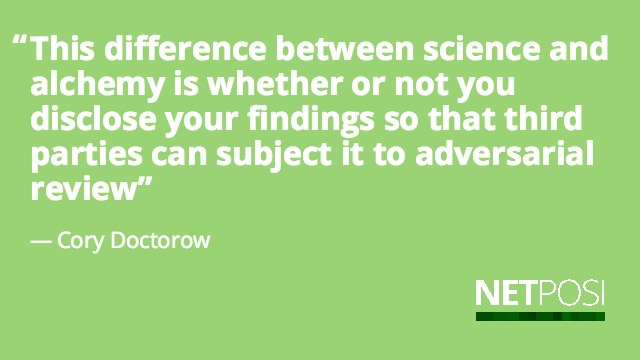 “This difference between science and
alchemy is whether or not you
disclose your findings so that third
parties can subject it to adversarial
review”
— Cory Doctorow
NETPOSI